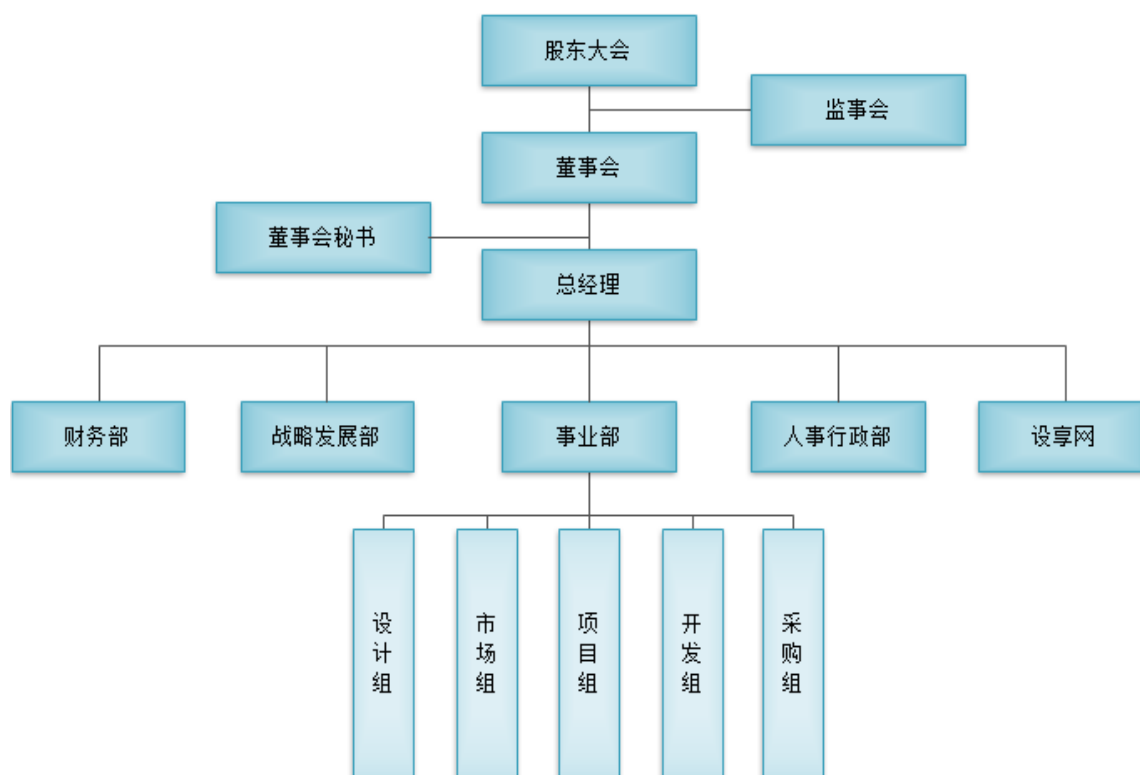 股东大会
监事会
董事会
董事会秘书
总经理
财务部
战略发展部
事业部
人事行政部
设享网
设计组
市场组
项目组
开发组
采购组